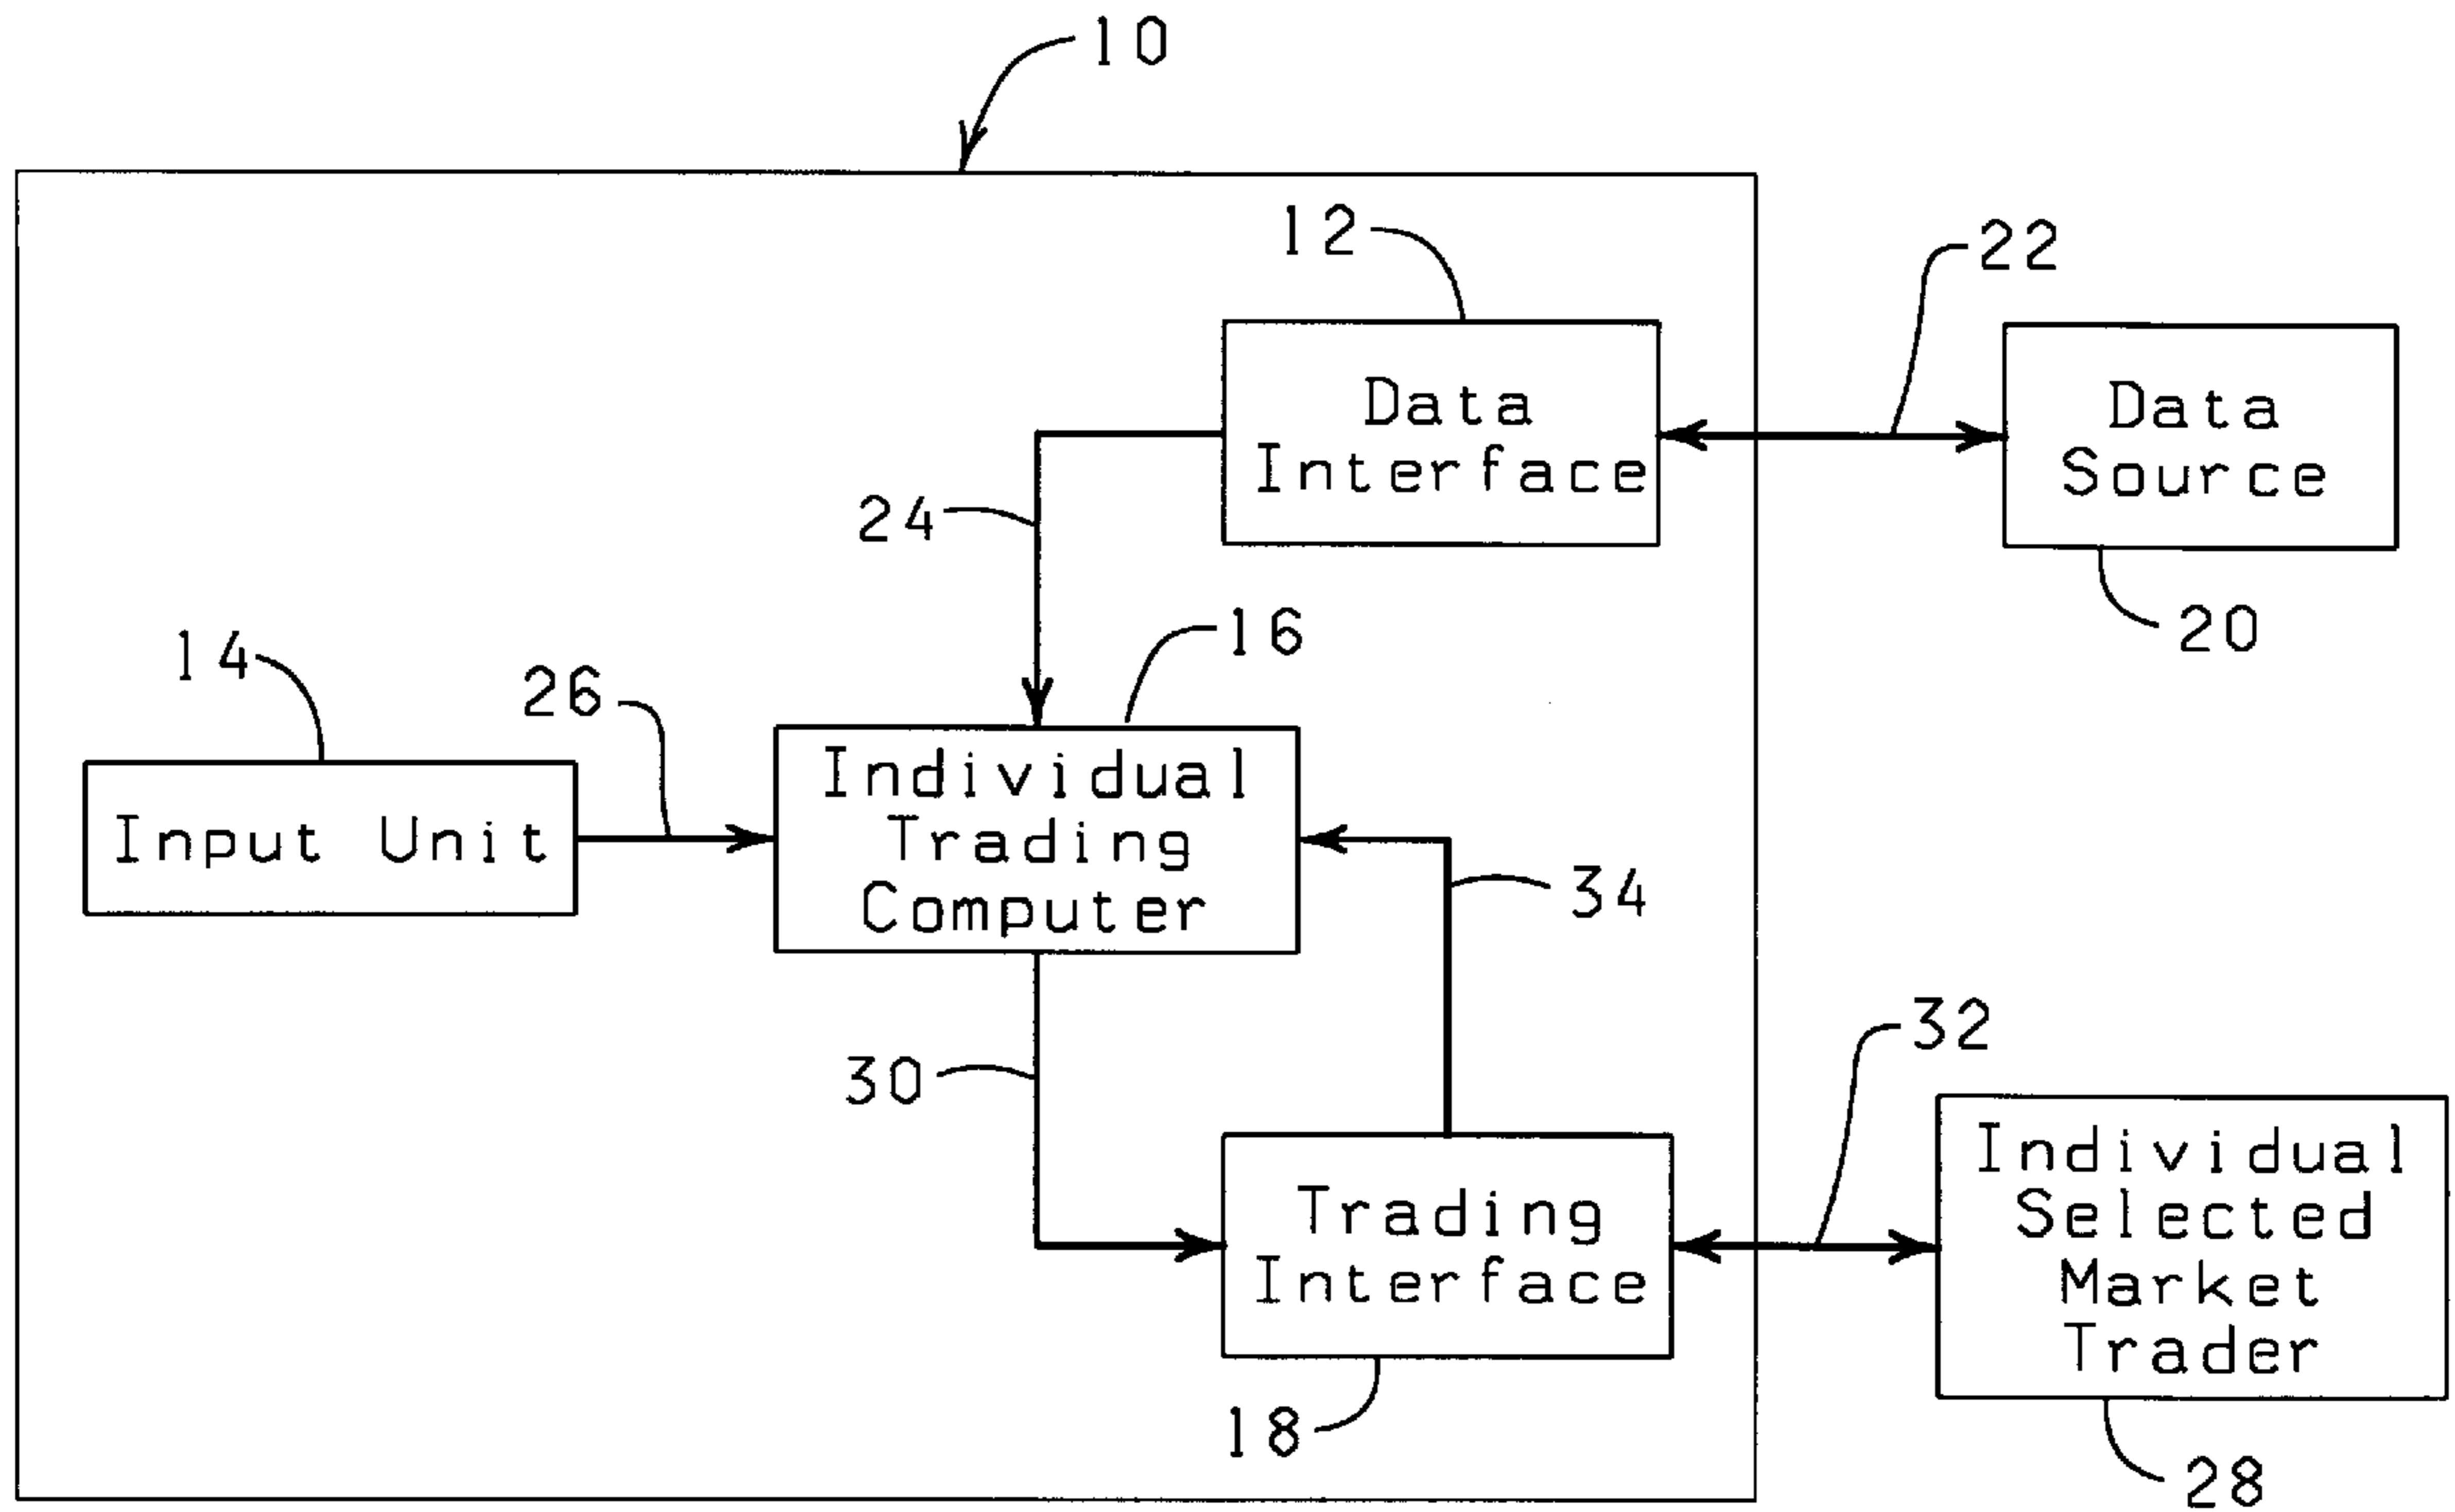 10
12
22
Data
Interface
Data
Source
24
20
14
26
16
Input Unit
Individual
Trading
Computer
34
30
32
Trading
Interface
Individual
Selected
Market
Trader
18
28